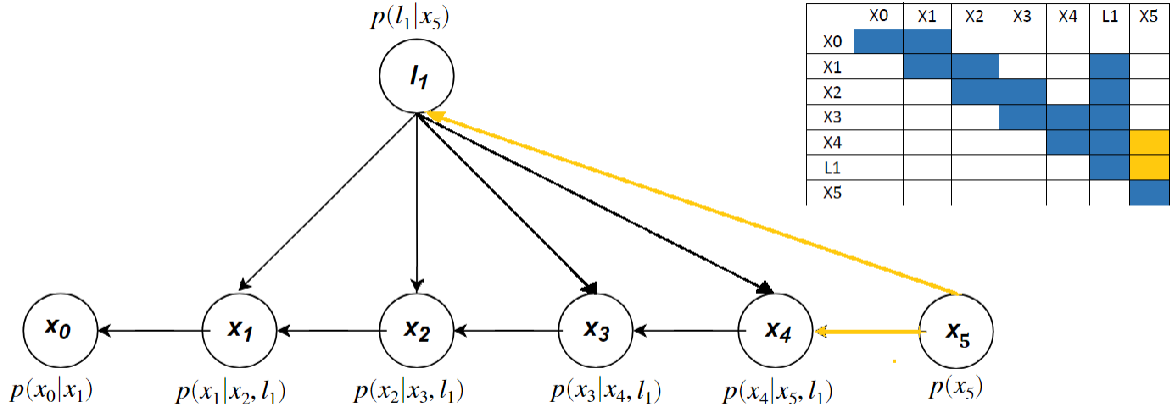 p(l₁|x₅)
l₁
X0 X1 X2 X3 X4 L1 X5
X0
X1
X2
X3
X4
L1
X5
x₀ x₁ x₂ x₃ x₄ x₅
p(x₀|x₁) p(x₁|x₂, l₁) p(x₂|x₃, l₁) p(x₃|x₄, l₁) p(x₄|x₅, l₁) p(x₅)